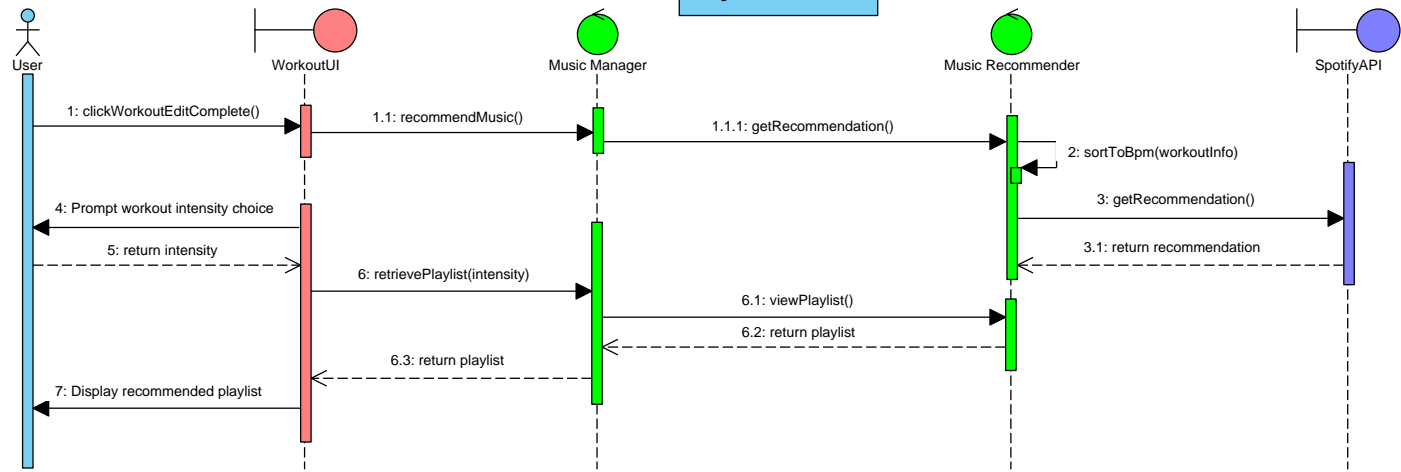 User
WorkoutUI
Music Manager
Music Recommender
SpotifyAPI
1: clickWorkoutEditComplete()
1.1: recommendMusic()
1.1.1: getRecommendation()
2: sortToBpm(workoutInfo)
3: getRecommendation()
4: Prompt workout intensity choice
3.1: return recommendation
5: return intensity
6: retrievePlaylist(intensity)
6.1: viewPlaylist()
6.2: return playlist
6.3: return playlist
7: Display recommended playlist